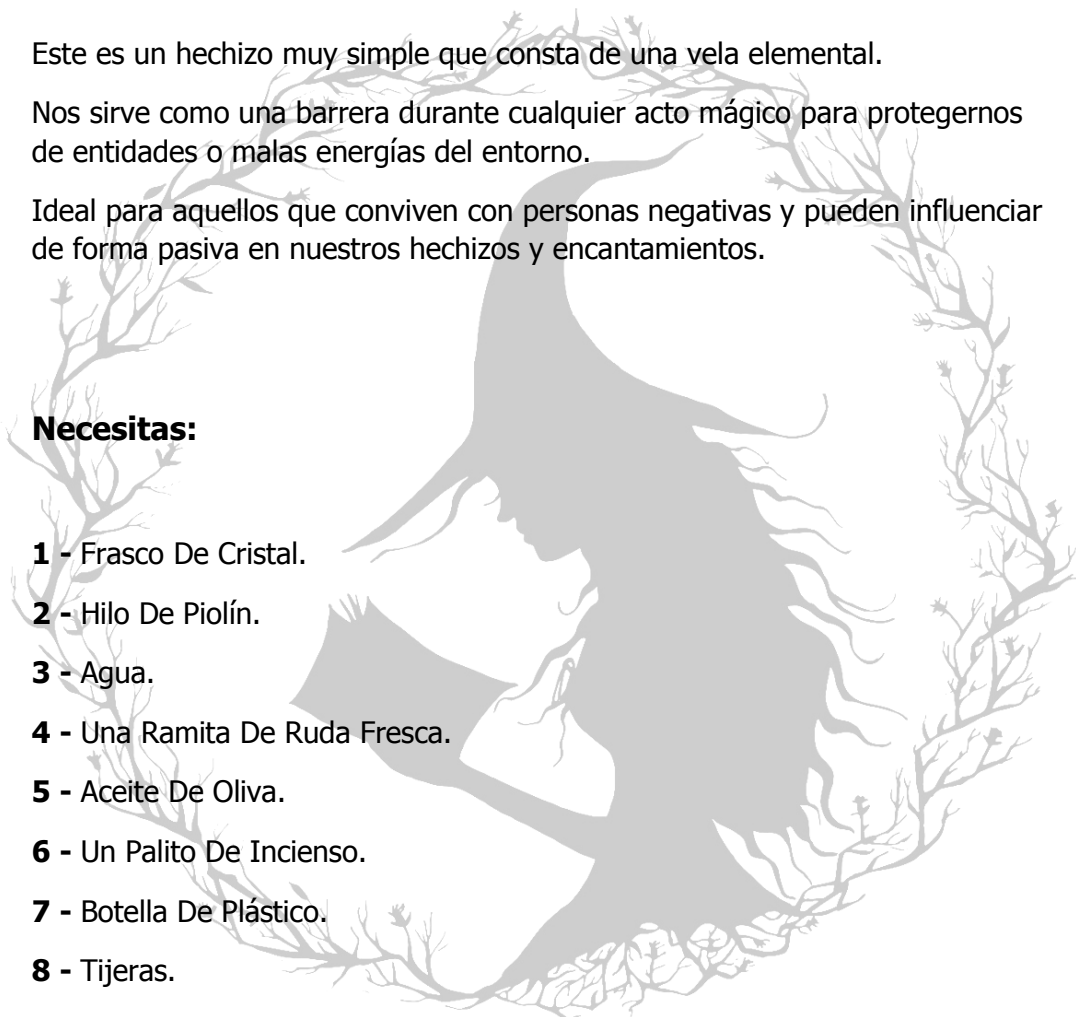 Este es un hechizo muy simple que consta de una vela elemental.
Nos sirve como una barrera durante cualquier acto mágico para protegernos
de entidades o malas energías del entorno.
Ideal para aquellos que conviven con personas negativas y pueden influenciar
de forma pasiva en nuestros hechizos y encantamientos.
Necesitas:
1 - Frasco De Cristal.
2 - Hilo De Piolín.
3 - Agua.
4 - Una Ramita De Ruda Fresca.
5 - Aceite De Oliva.
6 - Un Palito De Incienso.
7 - Botella De Plástico.
8 - Tijeras.